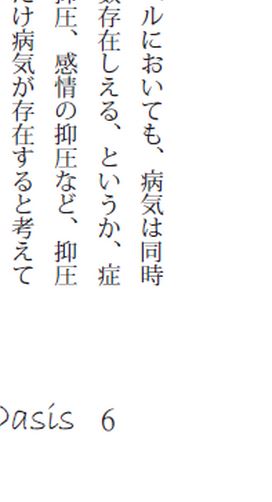 ルにおいても、病気は同時
数存在しえる、というか、症
抑圧、感情の抑圧など、抑圧
け病気が存在すると考えて
Oasis 6